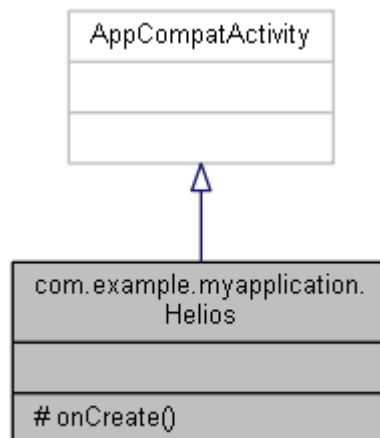 AppCompatActivity
com.example.myapplication.
Helios
# onCreate()